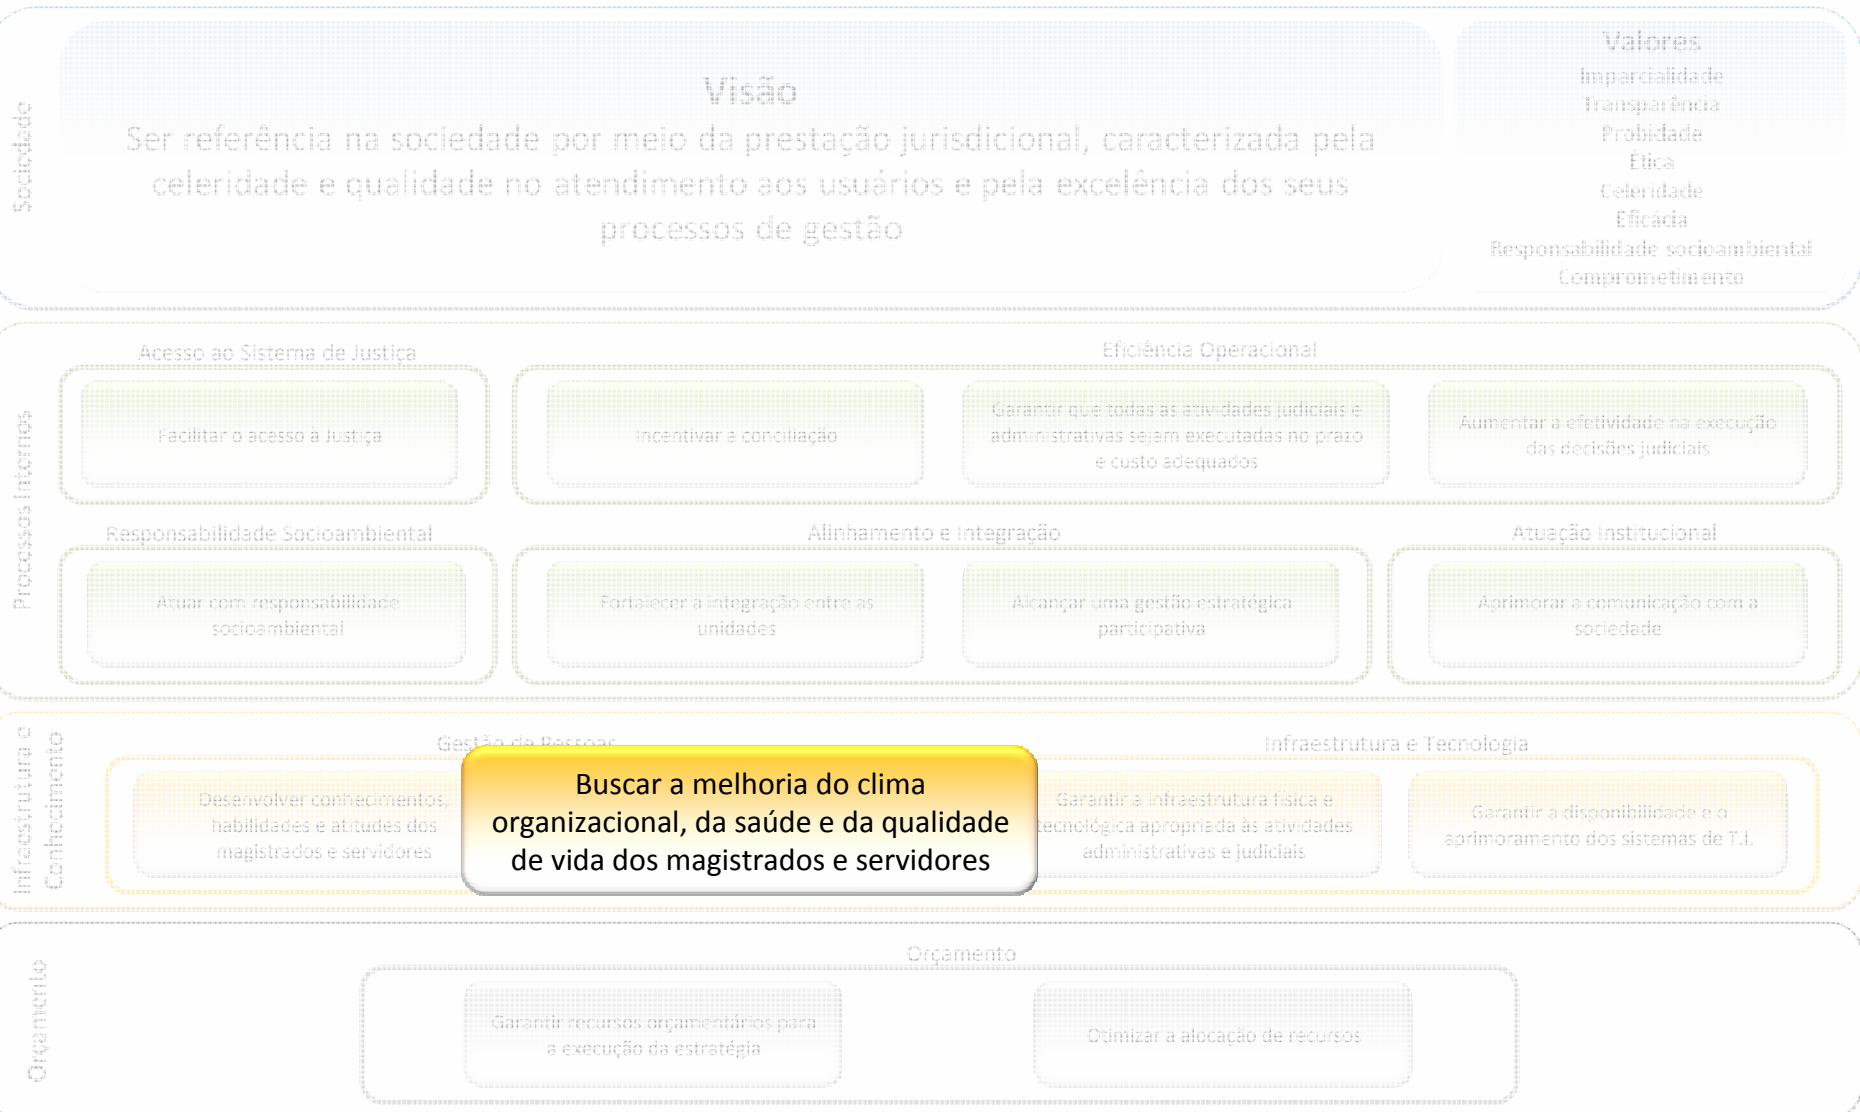 Sociedade
Visão
Ser referência na sociedade por meio da prestação jurisdicional, caracterizada pela
celeridade e qualidade no atendimento aos usuários e pela excelência dos seus
processos de gestão
Valores
Imparcialidade
Transparência
Probidade
Ética
Celeridade
Eficácia
Responsabilidade socioambiental
Comprometimento
Processos Internos
Acesso ao Sistema de Justiça
Facilitar o acesso à Justiça
Eficiência Operacional
Incentivar a conciliação
Garantir que todas as atividades judiciais e
administrativas sejam executadas no prazo
e custo adequados
Aumentar a efetividade na execução
das decisões judiciais
Responsabilidade Socioambiental
Atuar com responsabilidade
socioambiental
Alinhamento e Integração
Fortalecer a integração entre as
unidades
Alcançar uma gestão estratégica
participativa
Atuação Institucional
Aprimorar a comunicação com a
sociedade
Infraestrutura e
Conhecimento
Gestão de Pessoas
Desenvolver conhecimentos,
habilidades e atitudes dos
magistrados e servidores
Buscar a melhoria do clima
organizacional, da saúde e da qualidade
de vida dos magistrados e servidores
Infraestrutura e Tecnologia
Garantir a infraestrutura física e
tecnológica apropriada às atividades
administrativas e judiciais
Garantir a disponibilidade e o
aprimoramento dos sistemas de T.I.
Orçamento
Orçamento
Garantir recursos orçamentários para
a execução da estratégia
Otimizar a alocação de recursos